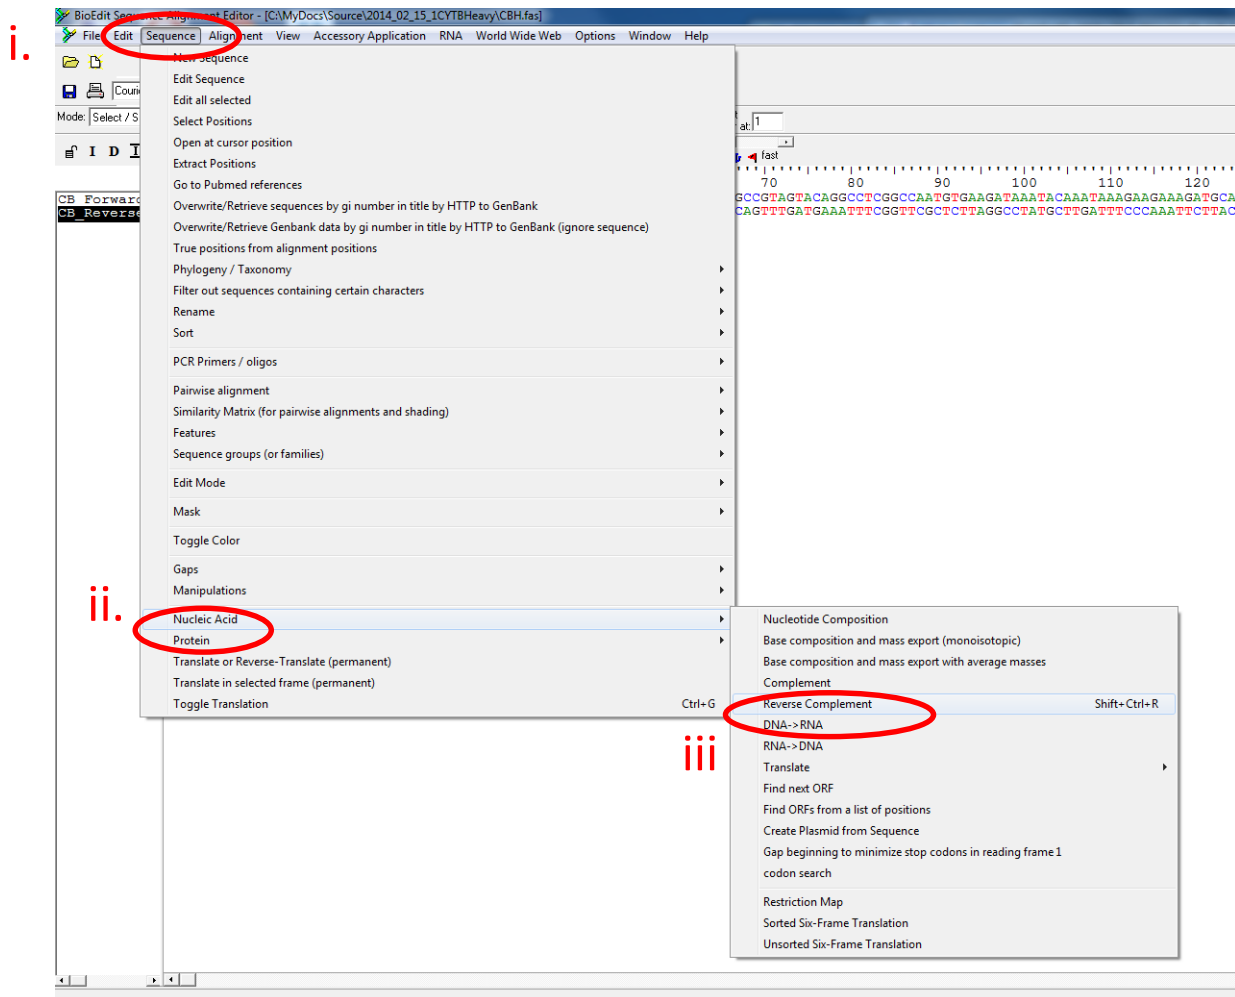 BioEdit Sequence Alignment Editor - [C:\MyDocs\Source\2014_02_15_1CYTBHeavy\CBH.fas]
i.
File Edit Sequence Alignment View Accessory Application RNA World Wide Web Options Window Help
New Sequence
Edit Sequence
Edit all selected
Select Positions
Open at cursor position
Extract Positions
Go to Pubmed references
Overwrite/Retrieve sequences by gi number in title by HTTP to GenBank
Overwrite/Retrieve Genbank data by gi number in title by HTTP to GenBank (ignore sequence)
True positions from alignment positions
Phylogeny / Taxonomy
Filter out sequences containing certain characters
Rename
Sort
PCR Primers / oligos
Pairwise alignment
Similarity Matrix (for pairwise alignments and shading)
Features
Sequence groups (or families)
Edit Mode
Mask
Toggle Color
Gaps
Manipulations
ii.
Nucleic Acid
Protein
Translate or Reverse-Translate (permanent)
Translate in selected frame (permanent)
Toggle Translation Ctrl+G
Couri
Mode: Select / S
at: 1
I D I
fast
70 80 90 100 110 120
CB_Forward GCCGTAGTACAGGCCTCGGCCAATGTGAAGATAAATACAAATAAAGAAGAAAGATGCA
CB_Reverse CAGTTTGATGAAATTTCGGTTCGCTCTTAGGCCTATGCTTGATTTCCCAAATTCTTAC
Nucleotide Composition
Base composition and mass export (monoisotopic)
Base composition and mass export with average masses
Complement
Reverse Complement Shift+Ctrl+R
iii
DNA->RNA
RNA->DNA
Translate
Find next ORF
Find ORFs from a list of positions
Create Plasmid from Sequence
Gap beginning to minimize stop codons in reading frame 1
codon search
Restriction Map
Sorted Six-Frame Translation
Unsorted Six-Frame Translation